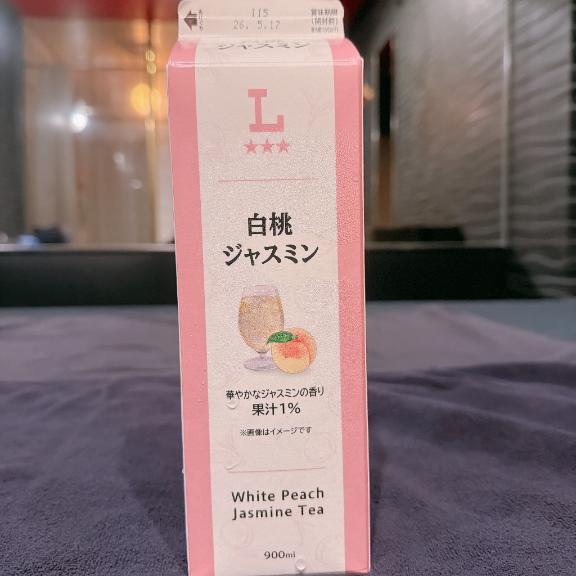 115
26. 5.17
賞味期限
(開封前)
ジャスミン
L
★★★
白桃
ジャスミン
華やかなジャスミンの香り
果汁1%
※画像はイメージです
White Peach
Jasmine Tea
900ml